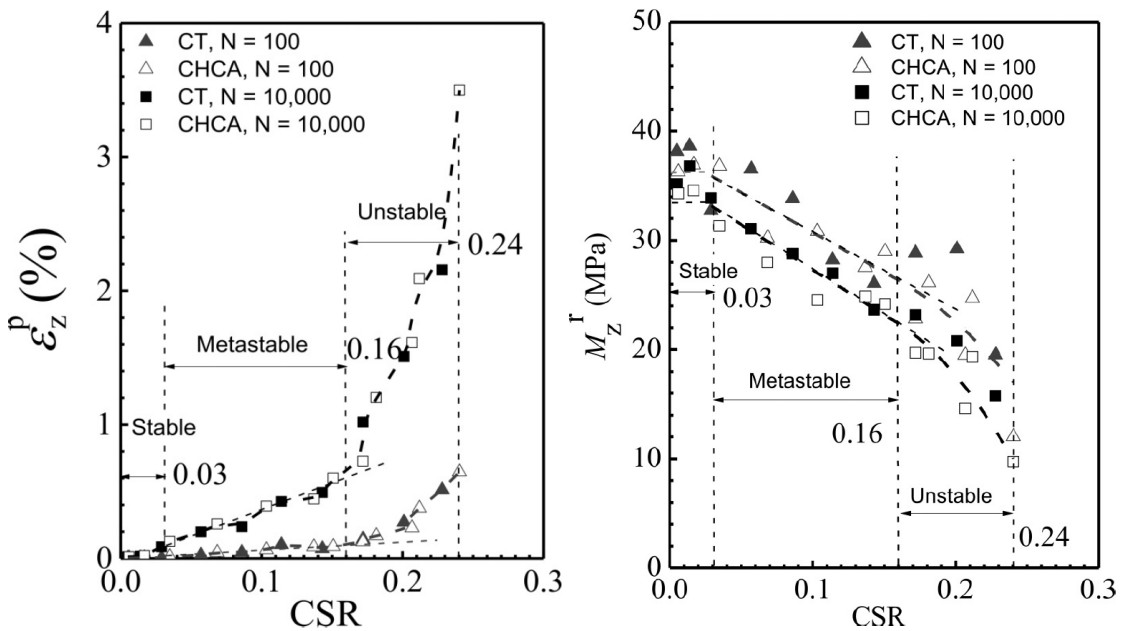 4
3
2
1
0
0.0
0.1
0.2
0.3
CSR
ε_z^p (%)
CT, N = 100
CHCA, N = 100
CT, N = 10,000
CHCA, N = 10,000
Unstable
0.24
Metastable
0.16
Stable
0.03
50
40
30
20
10
0
0.0
0.1
0.2
0.3
CSR
M_z^r (MPa)
CT, N = 100
CHCA, N = 100
CT, N = 10,000
CHCA, N = 10,000
Stable
0.03
Metastable
0.16
Unstable
0.24